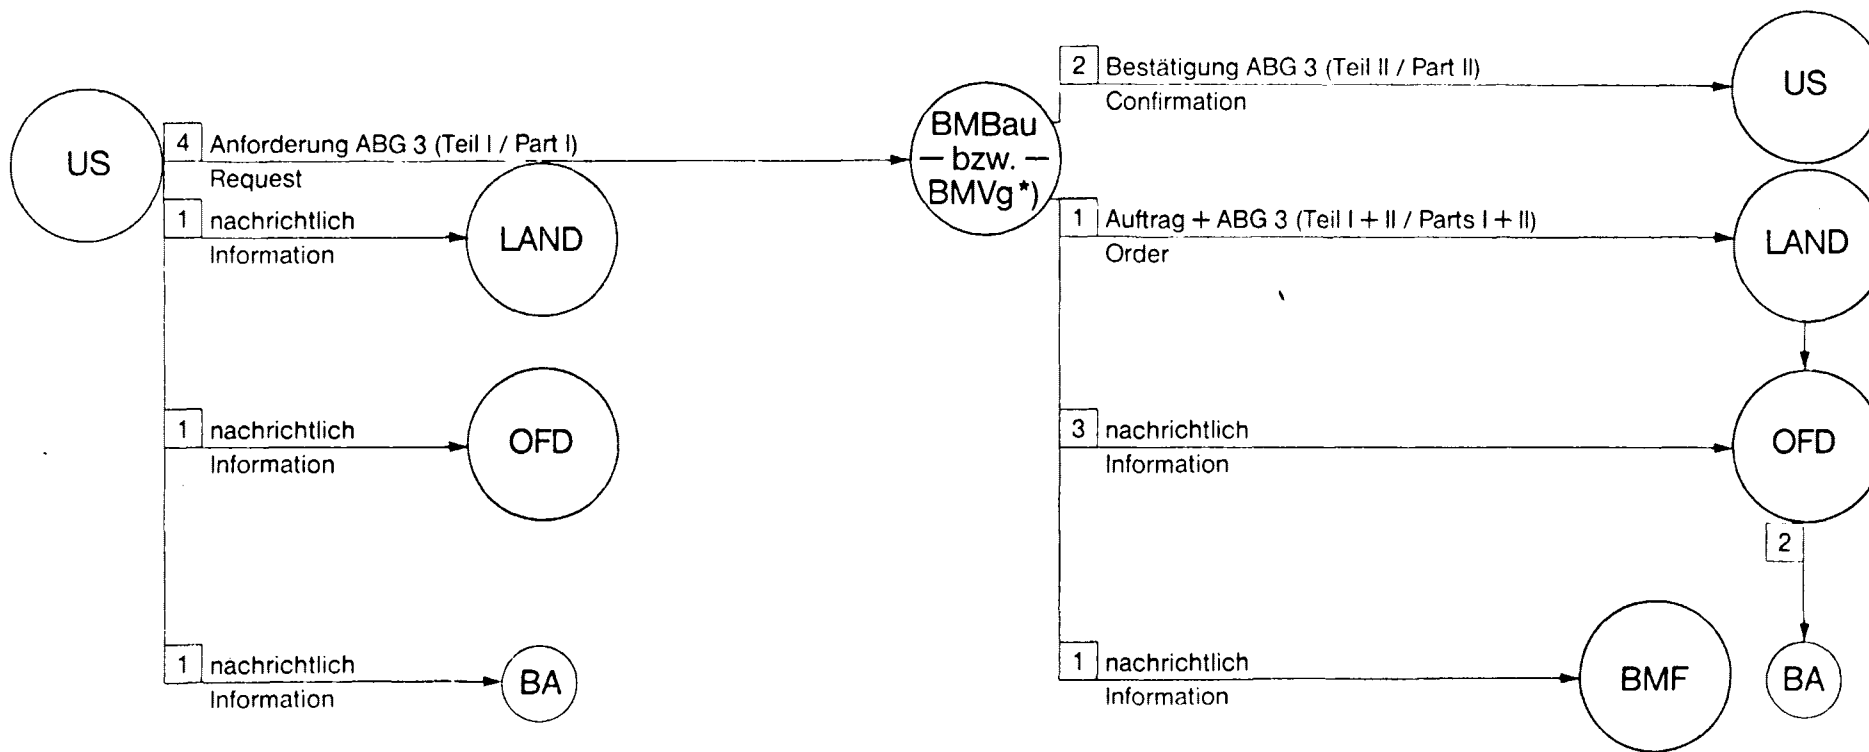 US
4 Anforderung ABG 3 (Teil I / Part I)
Request
1 nachrichtlich
Information
LAND
1 nachrichtlich
Information
OFD
1 nachrichtlich
Information
BA
BMBau
— bzw. —
BMVg*)
2 Bestätigung ABG 3 (Teil II / Part II)
Confirmation
US
1 Auftrag + ABG 3 (Teil I + II / Parts I + II)
Order
LAND
3 nachrichtlich
Information
OFD
2
1 nachrichtlich
Information
BMF
BA